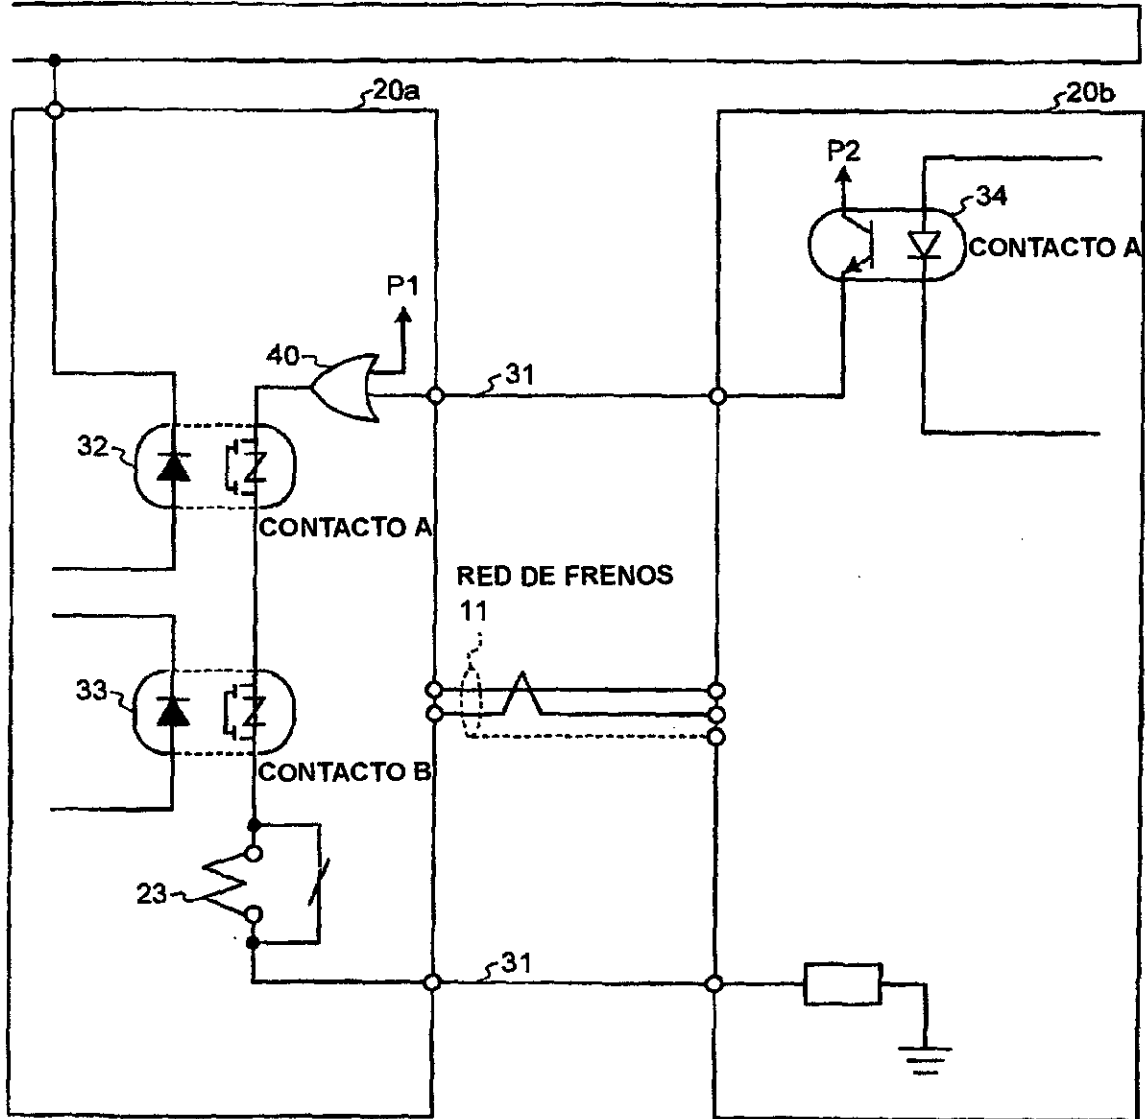 20a
20b
P2
34
CONTACTO A
P1
40
31
32
CONTACTO A
RED DE FRENOS
11
33
CONTACTO B
23
31